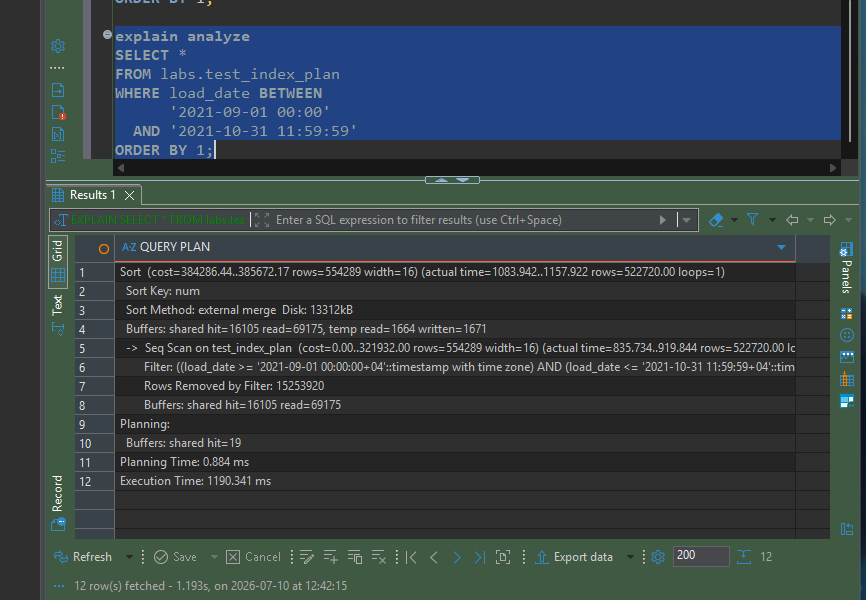 ORDER BY 1;
explain analyze
SELECT *
FROM labs.test_index_plan
WHERE load_date BETWEEN
'2021-09-01 00:00'
AND '2021-10-31 11:59:59'
ORDER BY 1;
Results 1
EXPLAIN SELECT * FROM labs.tes
Enter a SQL expression to filter results (use Ctrl+Space)
Grid
Text
Record
Panels
A-Z QUERY PLAN
1 Sort (cost=384286.44..385672.17 rows=554289 width=16) (actual time=1083.942..1157.922 rows=522720.00 loops=1)
2 Sort Key: num
3 Sort Method: external merge Disk: 13312kB
4 Buffers: shared hit=16105 read=69175, temp read=1664 written=1671
5 -> Seq Scan on test_index_plan (cost=0.00..321932.00 rows=554289 width=16) (actual time=835.734..919.844 rows=522720.00 lo
6 Filter: ((load_date >= '2021-09-01 00:00:00+04'::timestamp with time zone) AND (load_date <= '2021-10-31 11:59:59+04'::tim
7 Rows Removed by Filter: 15253920
8 Buffers: shared hit=16105 read=69175
9 Planning:
10 Buffers: shared hit=19
11 Planning Time: 0.884 ms
12 Execution Time: 1190.341 ms
Refresh Save Cancel Export data 200 12
12 row(s) fetched - 1.193s, on 2026-07-10 at 12:42:15